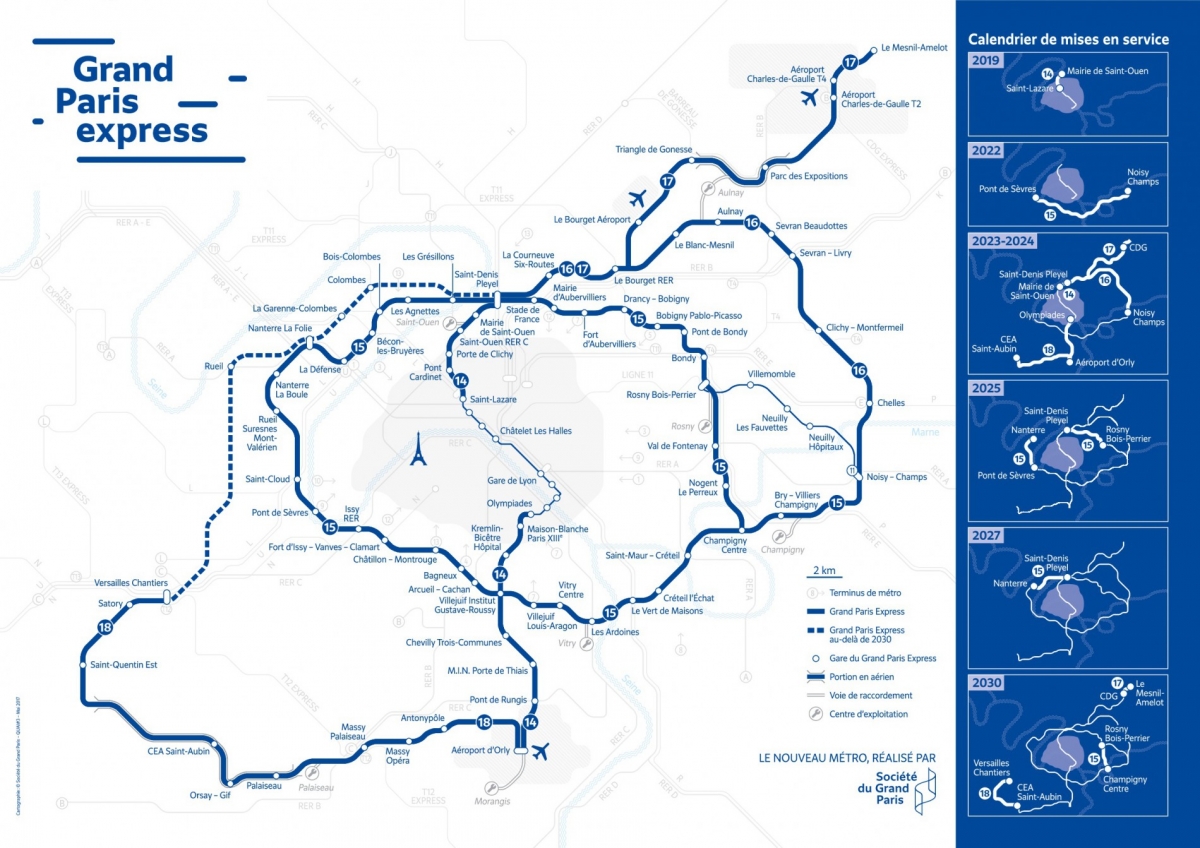 Grand
Paris
express
Le Mesnil-Amelot
17
Aéroport
Charles-de-Gaulle T4
Aéroport
Charles-de-Gaulle T2
Triangle de Gonesse
Parc des Expositions
17
Aulnay
Le Bourget Aéroport
Aulnay
16
Sevran Beaudottes
Le Blanc-Mesnil
Sevran – Livry
BARREAU
DE GONESSE
CDG EXPRESS
RER D
RER B
RER C
H
J
T11
EXPRESS
RER A - E
T11
EXPRESS
Bois-Colombes
Les Grésillons
Colombes
Saint-Denis
Pleyel
La Courneuve
Six-Routes
16
17
Le Bourget RER
RER B
Mairie
d'Aubervilliers
Drancy – Bobigny
La Garenne-Colombes
Les Agnettes
Saint-Ouen
Stade de
France
15
Bobigny Pablo-Picasso
Nanterre La Folie
Mairie
de Saint-Ouen
Saint-Ouen RER C
Fort
d'Aubervilliers
Pont de Bondy
T4
Clichy – Montfermeil
15
Bécon-
les-Bruyères
Porte de Clichy
Bondy
Rueil
La Défense
Pont
Cardinet
14
LIGNE 11
Villemomble
16
Nanterre
La Boule
Saint-Lazare
Rosny Bois-Perrier
Chelles
Seine
RER A
Rueil
Suresnes
Mont-
Valérien
Châtelet Les Halles
Rosny
Neuilly
Les Fauvettes
Neuilly
Hôpitaux
Marne
RER C
Val de Fontenay
RER A
11
T13 EXPRESS
Saint-Cloud
Gare de Lyon
15
Noisy – Champs
Nogent
Le Perreux
Bry – Villiers
Champigny
15
Pont de Sèvres
Issy
RER
15
Olympiades
Kremlin-
Bicêtre
Hôpital
Maison-Blanche
Paris XIIIᵉ
Champigny
Centre
Champigny
Fort d'Issy – Vanves – Clamart
Châtillon – Montrouge
Saint-Maur – Créteil
Bagneux
14
Vitry
Centre
Versailles Chantiers
RER C
Arcueil – Cachan
Villejuif Institut
Gustave-Roussy
Créteil l'Échat
Satory
15
Le Vert de Maisons
Villejuif
Louis-Aragon
Les Ardoines
Vitry
18
Chevilly Trois-Communes
Saint-Quentin Est
M.I.N. Porte de Thiais
Seine
T12 EXPRESS
RER B
RER C
Pont de Rungis
Antonypôle
18
14
Massy
Palaiseau
Aéroport d'Orly
CEA Saint-Aubin
Massy
Opéra
Palaiseau
Palaiseau
Orsay – Gif
RER B
T12
EXPRESS
Morangis
2 km
Terminus de métro
Grand Paris Express
Grand Paris Express
au-delà de 2030
Gare du Grand Paris Express
Portion en aérien
Voie de raccordement
Centre d'exploitation
LE NOUVEAU MÉTRO, RÉALISÉ PAR
Société
du Grand
Paris
Cartographie : © Société du Grand Paris – Mai 2017
Calendrier de mises en service
2019
14
Mairie de Saint-Ouen
Saint-Lazare
2022
Pont de Sèvres
Noisy
Champs
15
2023-2024
17
CDG
Saint-Denis Pleyel
16
Mairie de
Saint-Ouen
14
Olympiades
Noisy
Champs
CEA
Saint-Aubin
18
Aéroport d'Orly
2025
Saint-Denis
Pleyel
Nanterre
Rosny
Bois-Perrier
15
15
Pont de Sèvres
2027
Saint-Denis
Pleyel
15
Nanterre
2030
17
Le
Mesnil-
Amelot
CDG
Rosny
Bois-Perrier
15
Versailles
Chantiers
Champigny
Centre
18
CEA
Saint-Aubin